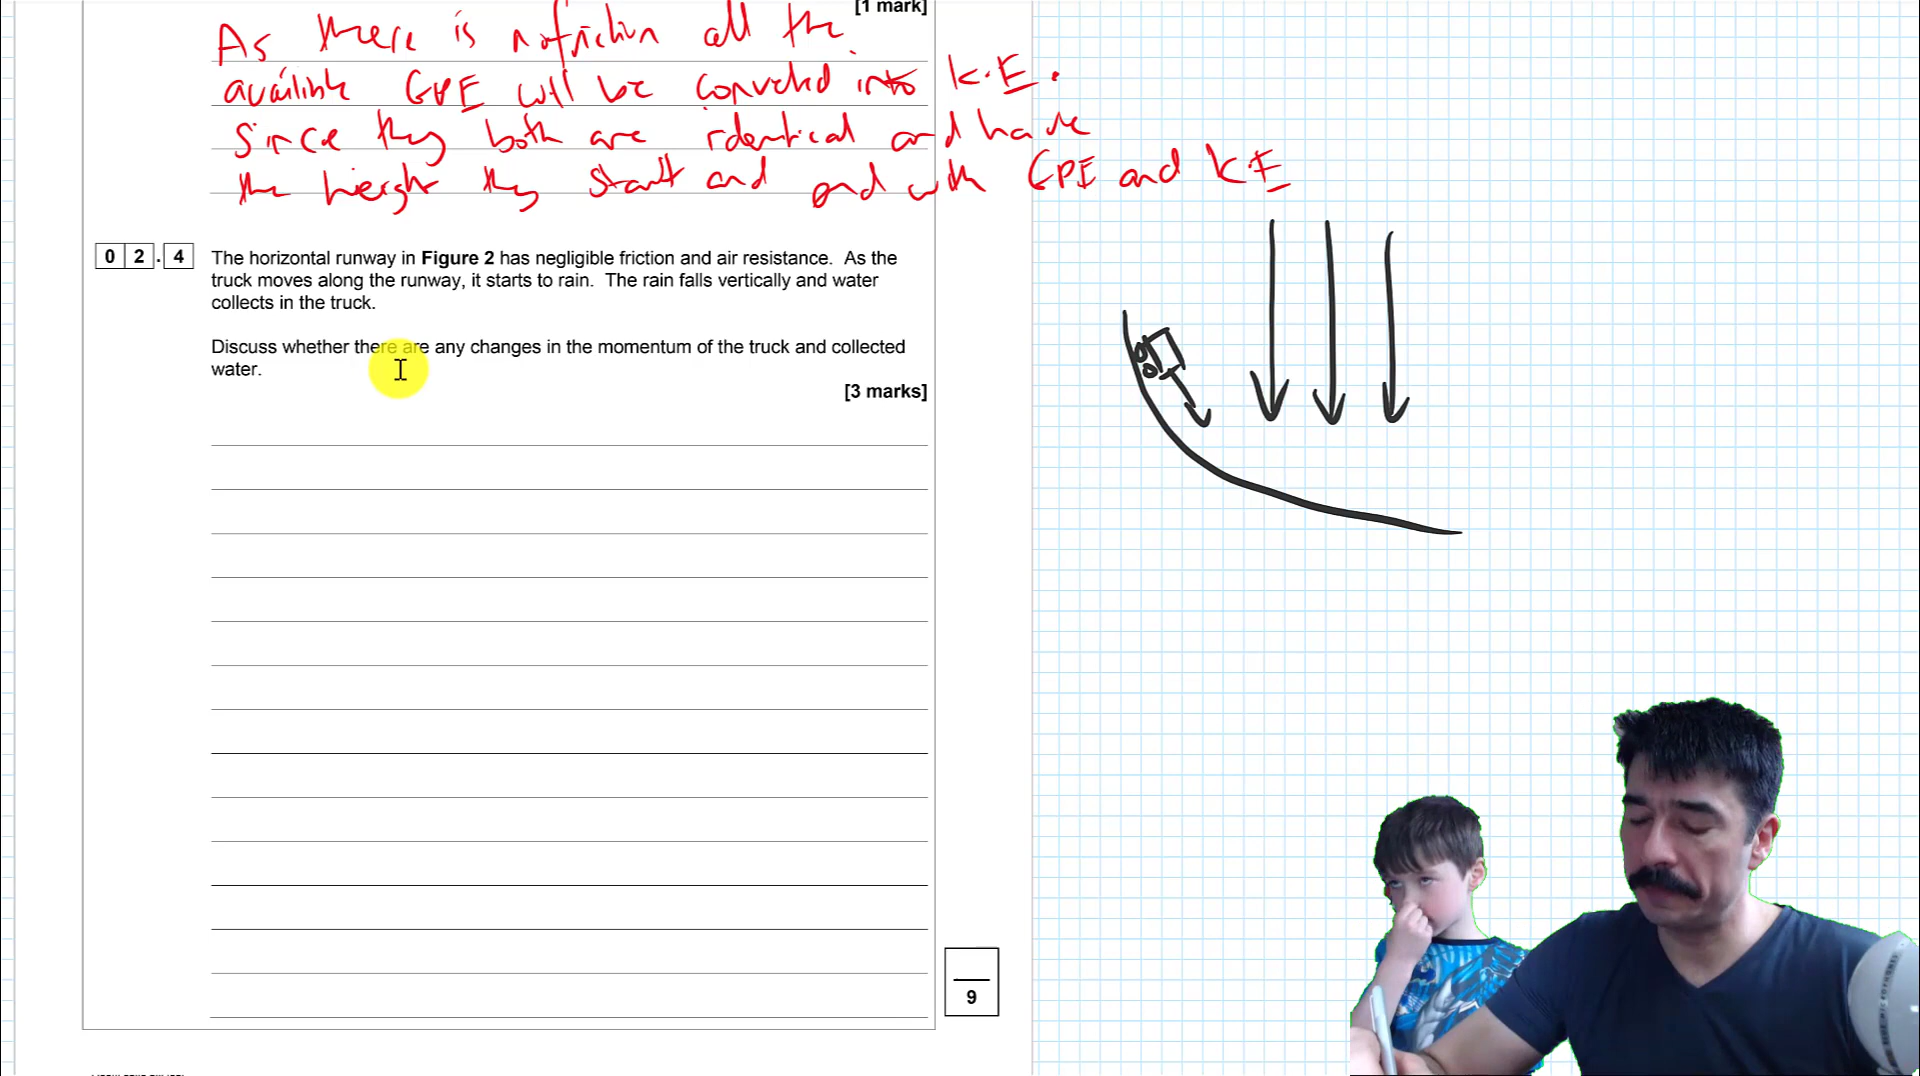 [1 mark]
As there is no friction all the
available GPE will be converted into K.E.
Since they both are identical and have
the height they start and end with GPE and KE
0 2 . 4
The horizontal runway in Figure 2 has negligible friction and air resistance. As the
truck moves along the runway, it starts to rain. The rain falls vertically and water
collects in the truck.
Discuss whether there are any changes in the momentum of the truck and collected
water.
[3 marks]
9